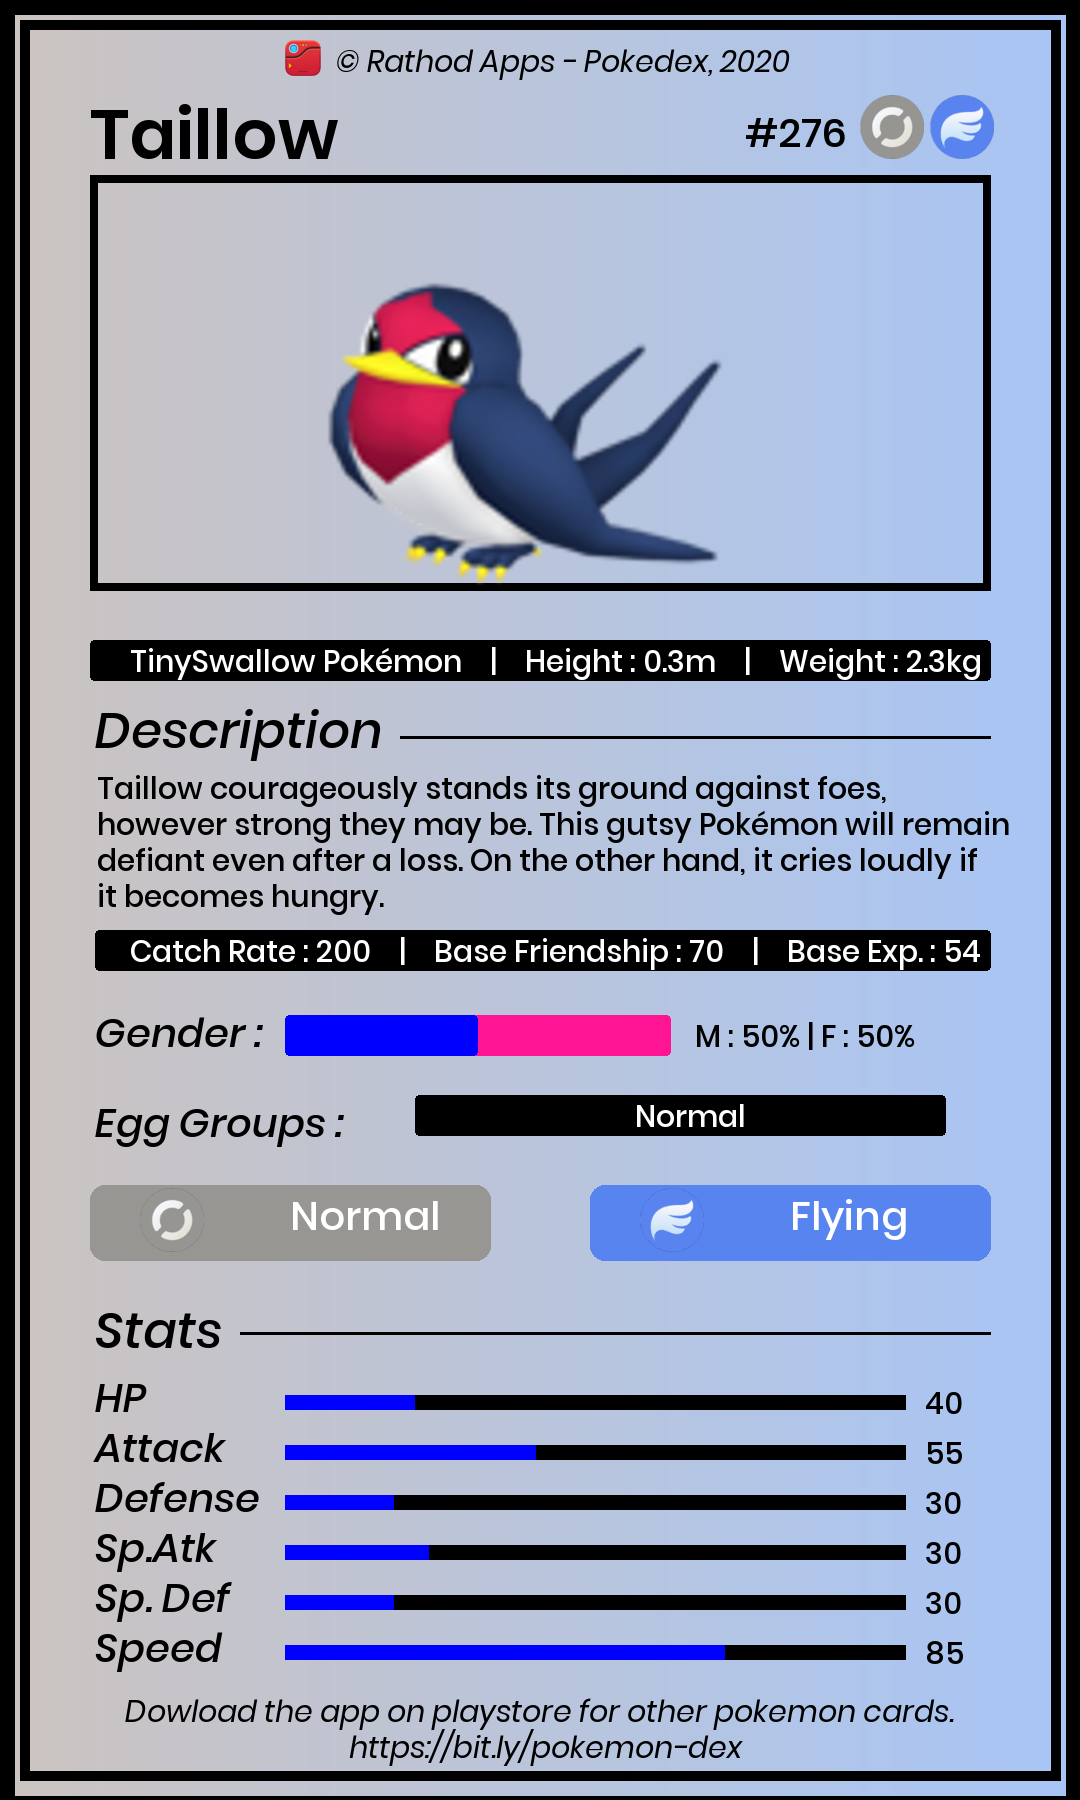 © Rathod Apps - Pokedex, 2020
Taillow #276
TinySwallow Pokémon | Height : 0.3m | Weight : 2.3kg
Description
Taillow courageously stands its ground against foes,
however strong they may be. This gutsy Pokémon will remain
defiant even after a loss. On the other hand, it cries loudly if
it becomes hungry.
Catch Rate : 200 | Base Friendship : 70 | Base Exp. : 54
Gender : M : 50% | F : 50%
Egg Groups : Normal
Normal Flying
Stats
HP 40
Attack 55
Defense 30
Sp.Atk 30
Sp. Def 30
Speed 85
Dowload the app on playstore for other pokemon cards.
https://bit.ly/pokemon-dex